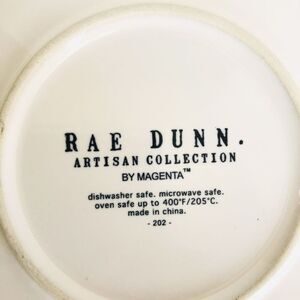 RAE DUNN.
ARTISAN COLLECTION
BY MAGENTA™
dishwasher safe. microwave safe.
oven safe up to 400°F/205°C.
made in china.
- 202 -